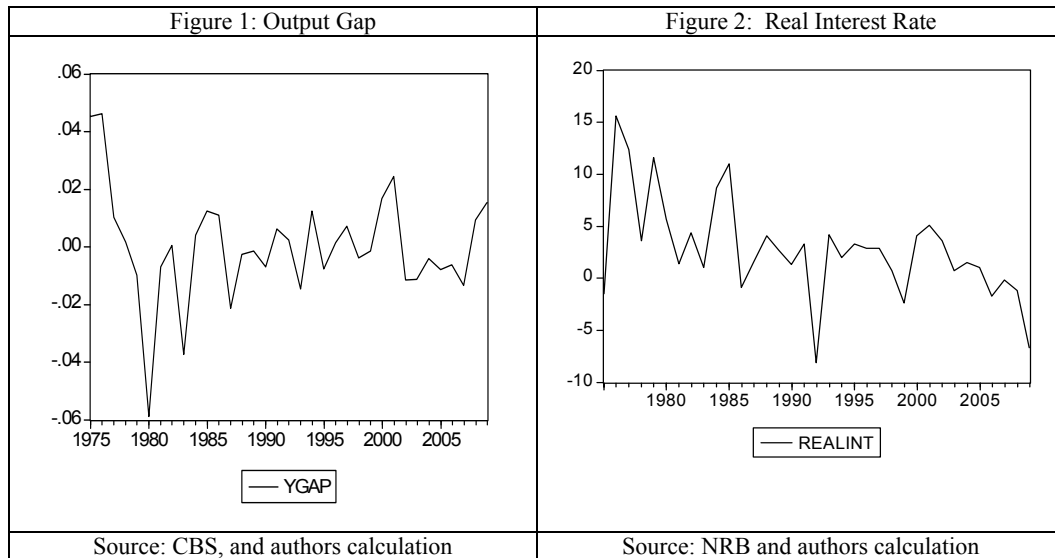 Figure 1: Output Gap
Figure 2: Real Interest Rate
.06
.04
.02
.00
-.02
-.04
-.06
1975 1980 1985 1990 1995 2000 2005
YGAP
20
15
10
5
0
-5
-10
1980 1985 1990 1995 2000 2005
REALINT
Source: CBS, and authors calculation
Source: NRB and authors calculation